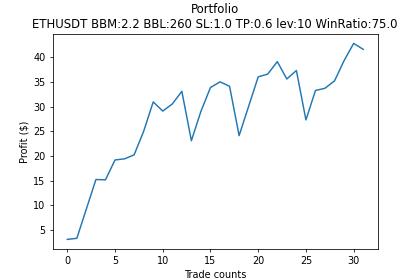 Portfolio
ETHUSDT BBM:2.2 BBL:260 SL:1.0 TP:0.6 lev:10 WinRatio:75.0
Profit ($)
40
35
30
25
20
15
10
5
0 5 10 15 20 25 30
Trade counts